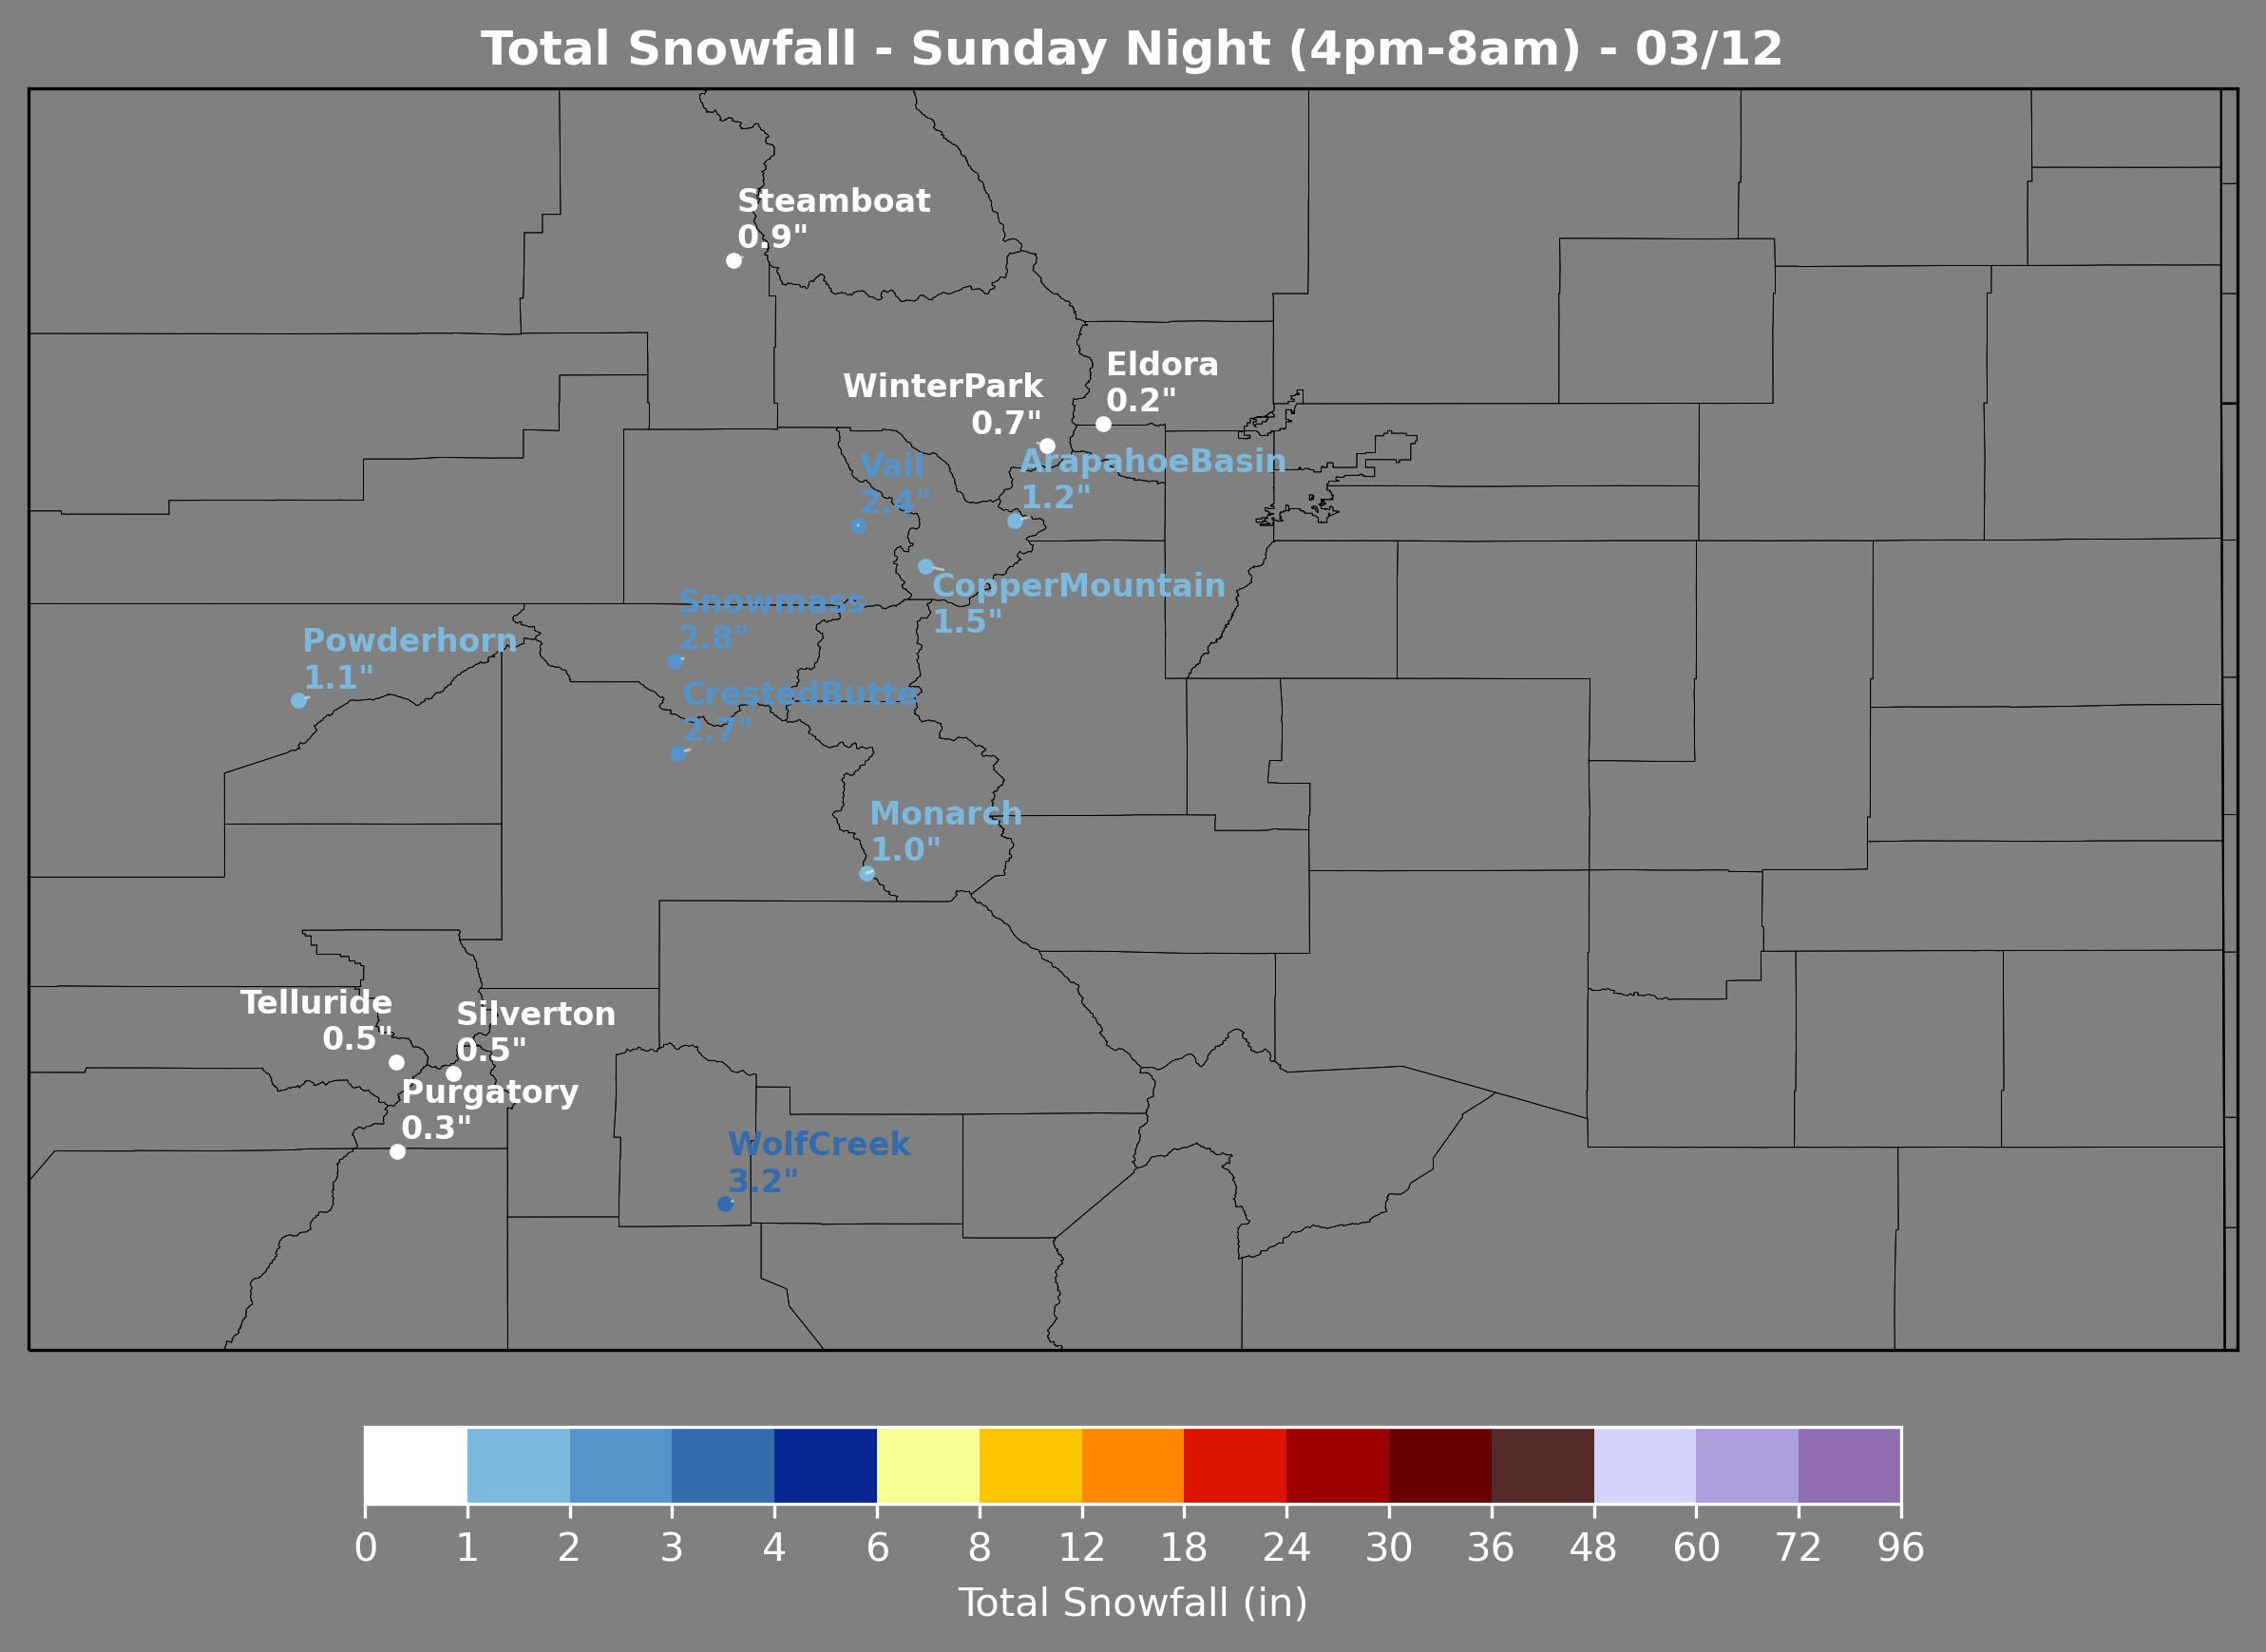 Total Snowfall - Sunday Night (4pm-8am) - 03/12
Steamboat
0.9"
Eldora
0.2"
WinterPark
0.7"
Vail
2.4"
ArapahoeBasin
1.2"
CopperMountain
1.5"
Snowmass
2.8"
Powderhorn
1.1"
CrestedButte
2.7"
Monarch
1.0"
Telluride
0.5"
Silverton
0.5"
Purgatory
0.3"
WolfCreek
3.2"
0 1 2 3 4 6 8 12 18 24 30 36 48 60 72 96
Total Snowfall (in)